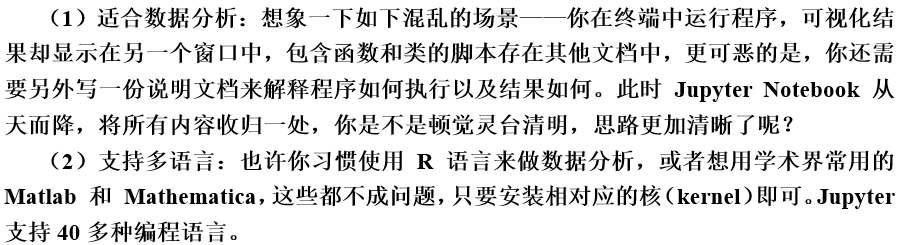 （1）适合数据分析：想象一下如下混乱的场景——你在终端中运行程序，可视化结
果却显示在另一个窗口中，包含函数和类的脚本存在其他文档中，更可恶的是，你还需
要另外写一份说明文档来解释程序如何执行以及结果如何。此时 Jupyter Notebook 从
天而降，将所有内容收归一处，你是不是顿觉灵台清明，思路更加清晰了呢？
（2）支持多语言：也许你习惯使用 R 语言来做数据分析，或者想用学术界常用的
Matlab 和 Mathematica，这些都不成问题，只要安装相对应的核（kernel）即可。Jupyter
支持 40 多种编程语言。